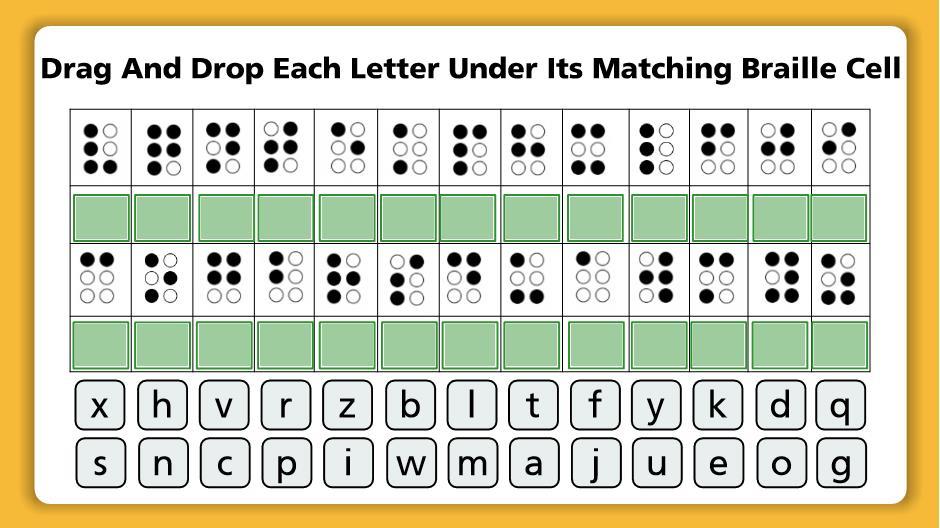 Drag And Drop Each Letter Under Its Matching Braille Cell
⠧ ⠟ ⠝ ⠞ ⠑ ⠅ ⠏ ⠓ ⠭ ⠇ ⠋ ⠚ ⠊
⠉ ⠕ ⠛ ⠃ ⠗ ⠎ ⠙ ⠥ ⠁ ⠺ ⠍ ⠽ ⠵
x h v r z b l t f y k d q
s n c p i w m a j u e o g